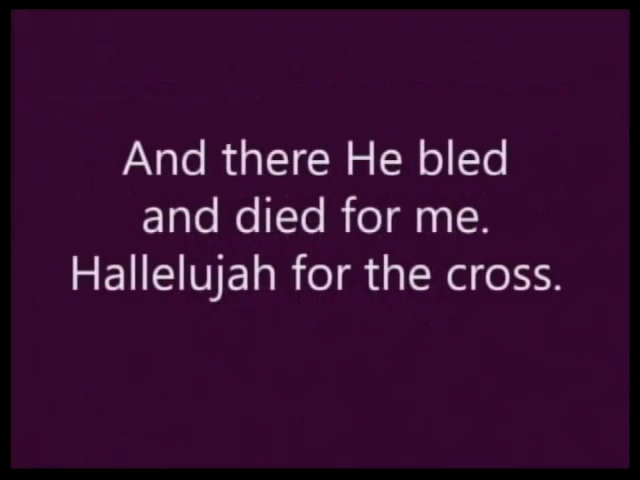 And there He bled
and died for me.
Hallelujah for the cross.